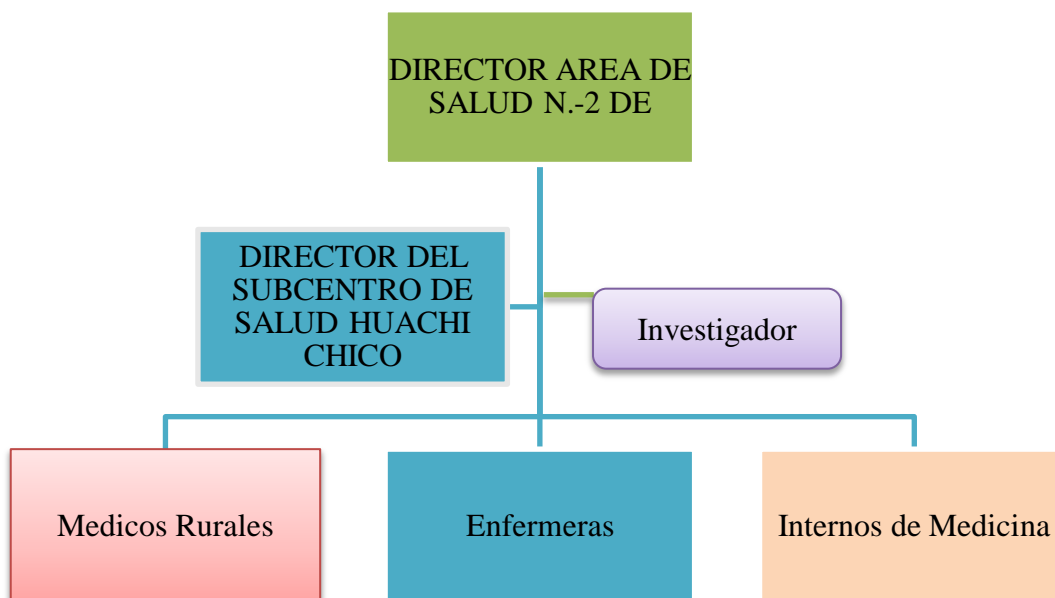 DIRECTOR AREA DE
SALUD N.-2 DE
DIRECTOR DEL
SUBCENTRO DE
SALUD HUACHI
CHICO
Investigador
Medicos Rurales
Enfermeras
Internos de Medicina